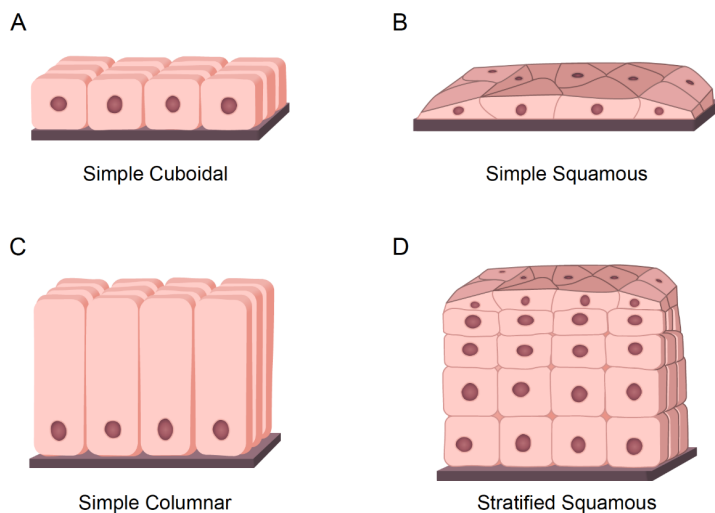 A
B
Simple Cuboidal
Simple Squamous
C
D
Simple Columnar
Stratified Squamous